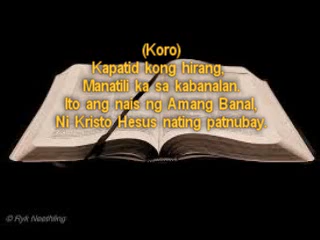 (Koro)
Kapatid kong hirang,
Manatili ka sa kabanalan.
Ito ang nais ng Amang Banal,
Ni Kristo Hesus nating patnubay
© Ryk Neethling